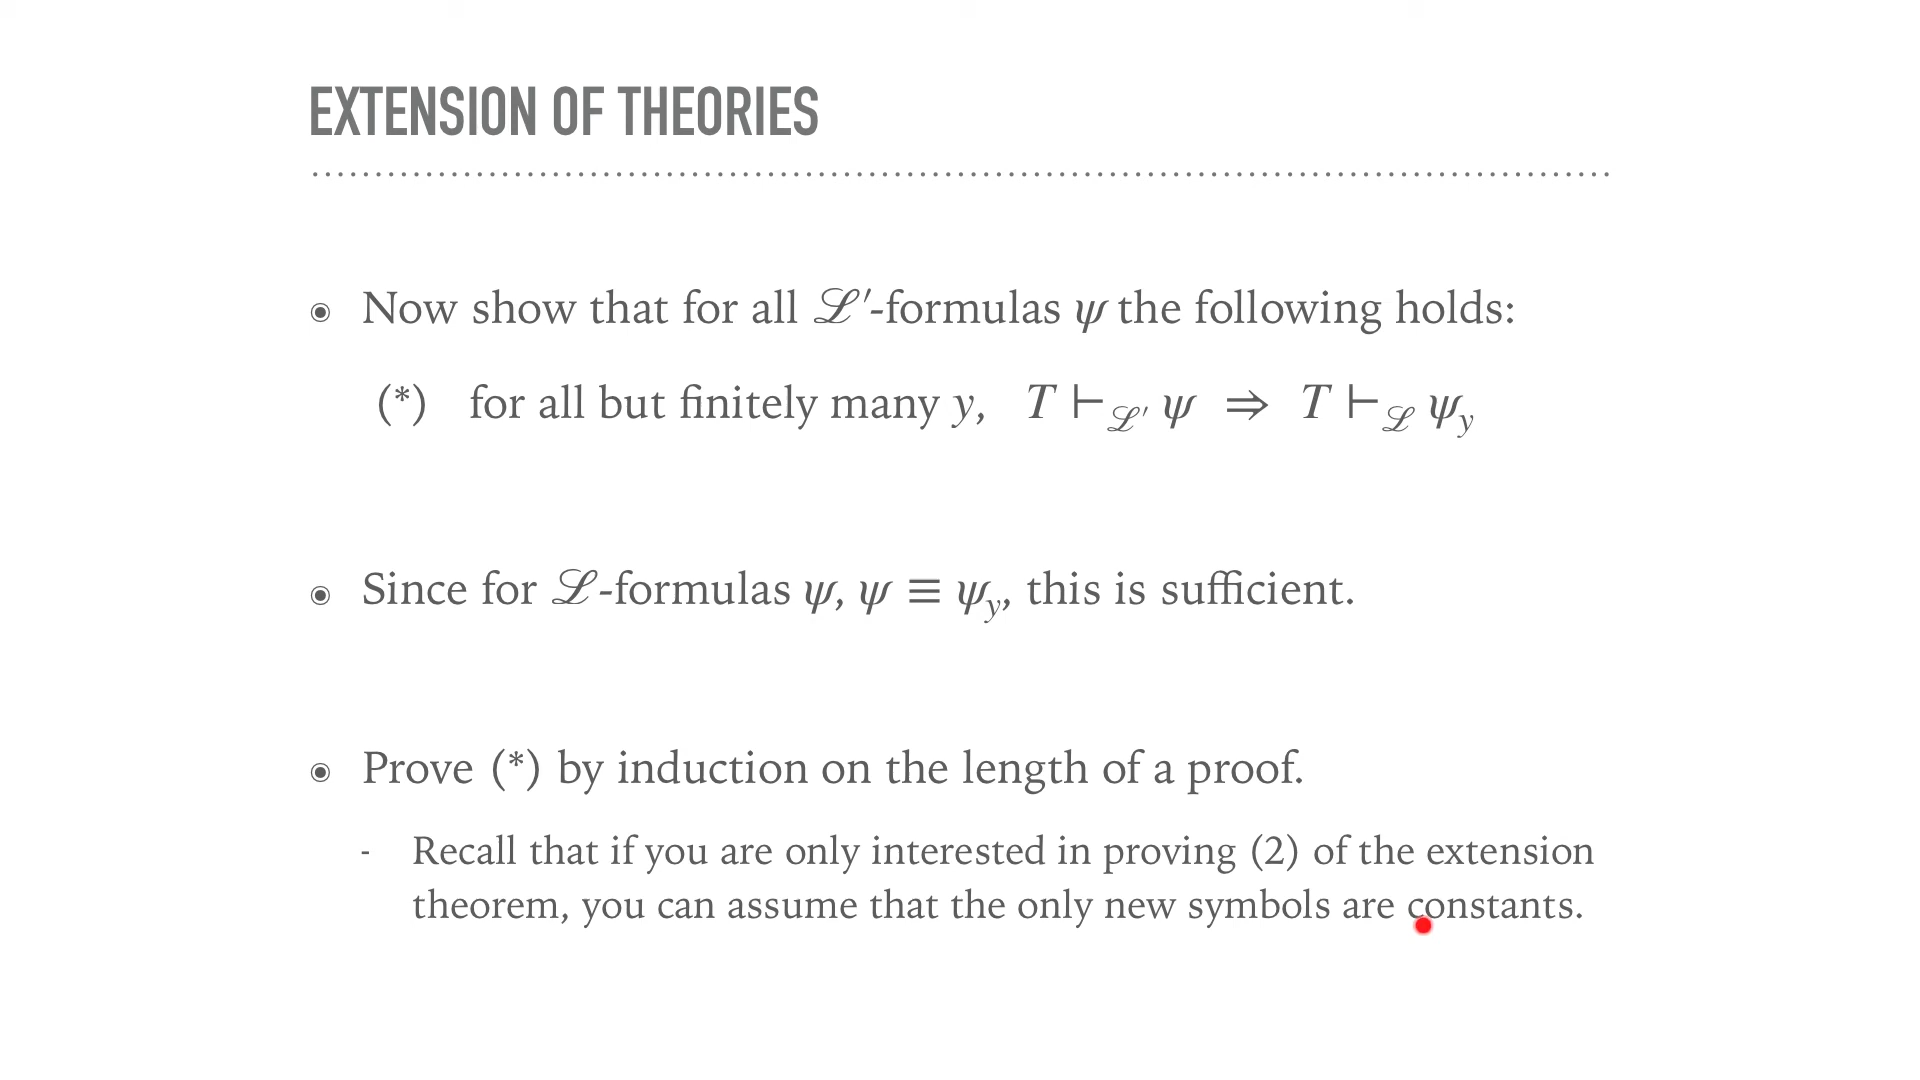 EXTENSION OF THEORIES
◉ Now show that for all ℒ′-formulas ψ the following holds:
(*) for all but finitely many y, T ⊢_ℒ′ ψ ⇒ T ⊢_ℒ ψ_y
◉ Since for ℒ-formulas ψ, ψ ≡ ψ_y, this is sufficient.
◉ Prove (*) by induction on the length of a proof.
- Recall that if you are only interested in proving (2) of the extension
theorem, you can assume that the only new symbols are constants.